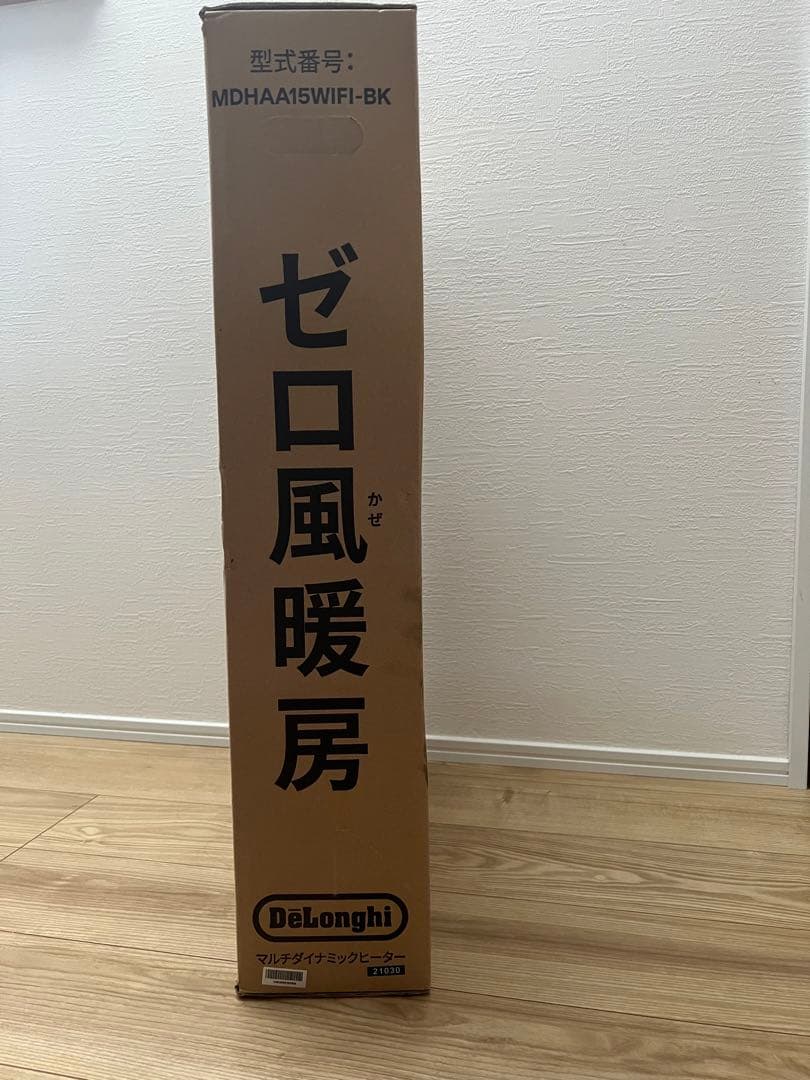 型式番号:
MDHAA15WIFI-BK
ゼロ風暖房
かぜ
DeLonghi
マルチダイナミックヒーター
21030